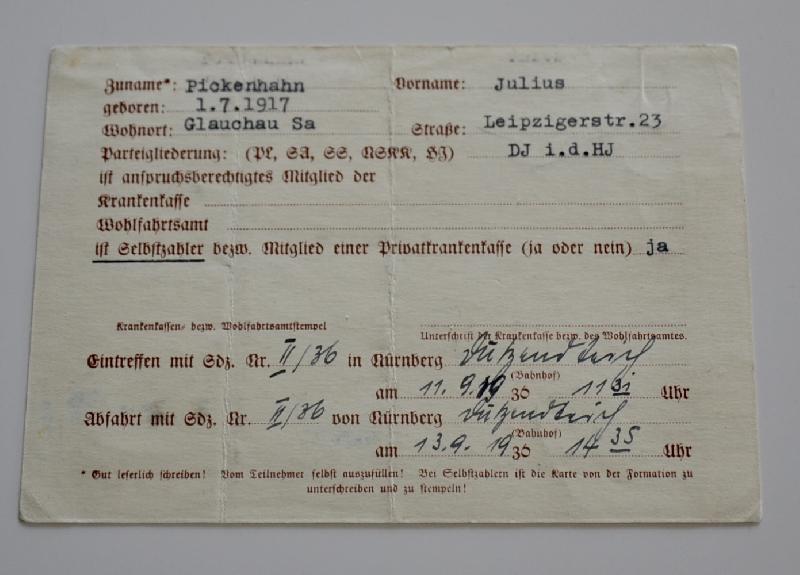 Zuname*: Pickenhahn Vorname: Julius
geboren: 1.7.1917
Wohnort: Glauchau Sa Straße: Leipzigerstr.23
Parteigliederung: (PL, SA, SS, NSKK, HJ) DJ i.d.HJ
ist anspruchsberechtigtes Mitglied der
Krankenkasse
Wohlfahrtsamt
ist Selbstzahler bezw. Mitglied einer Privatkrankenkasse (ja oder nein) ja
Krankenkassen- bezw. Wohlfahrtsamtstempel Unterschrift der Krankenkasse bezw. des Wohlfahrtsamtes.
Eintreffen mit Sdz. Nr. II/36 in Nürnberg Dutzendteich
(Bahnhof)
am 11.9.1936 11 31 Uhr
Abfahrt mit Sdz. Nr. II/36 von Nürnberg Dutzendteich
(Bahnhof)
am 13.9.1936 14 35 Uhr
* Gut leserlich schreiben! Vom Teilnehmer selbst auszufüllen! Bei Selbstzahlern ist die Karte von der Formation zu
unterschreiben und zu stempeln!